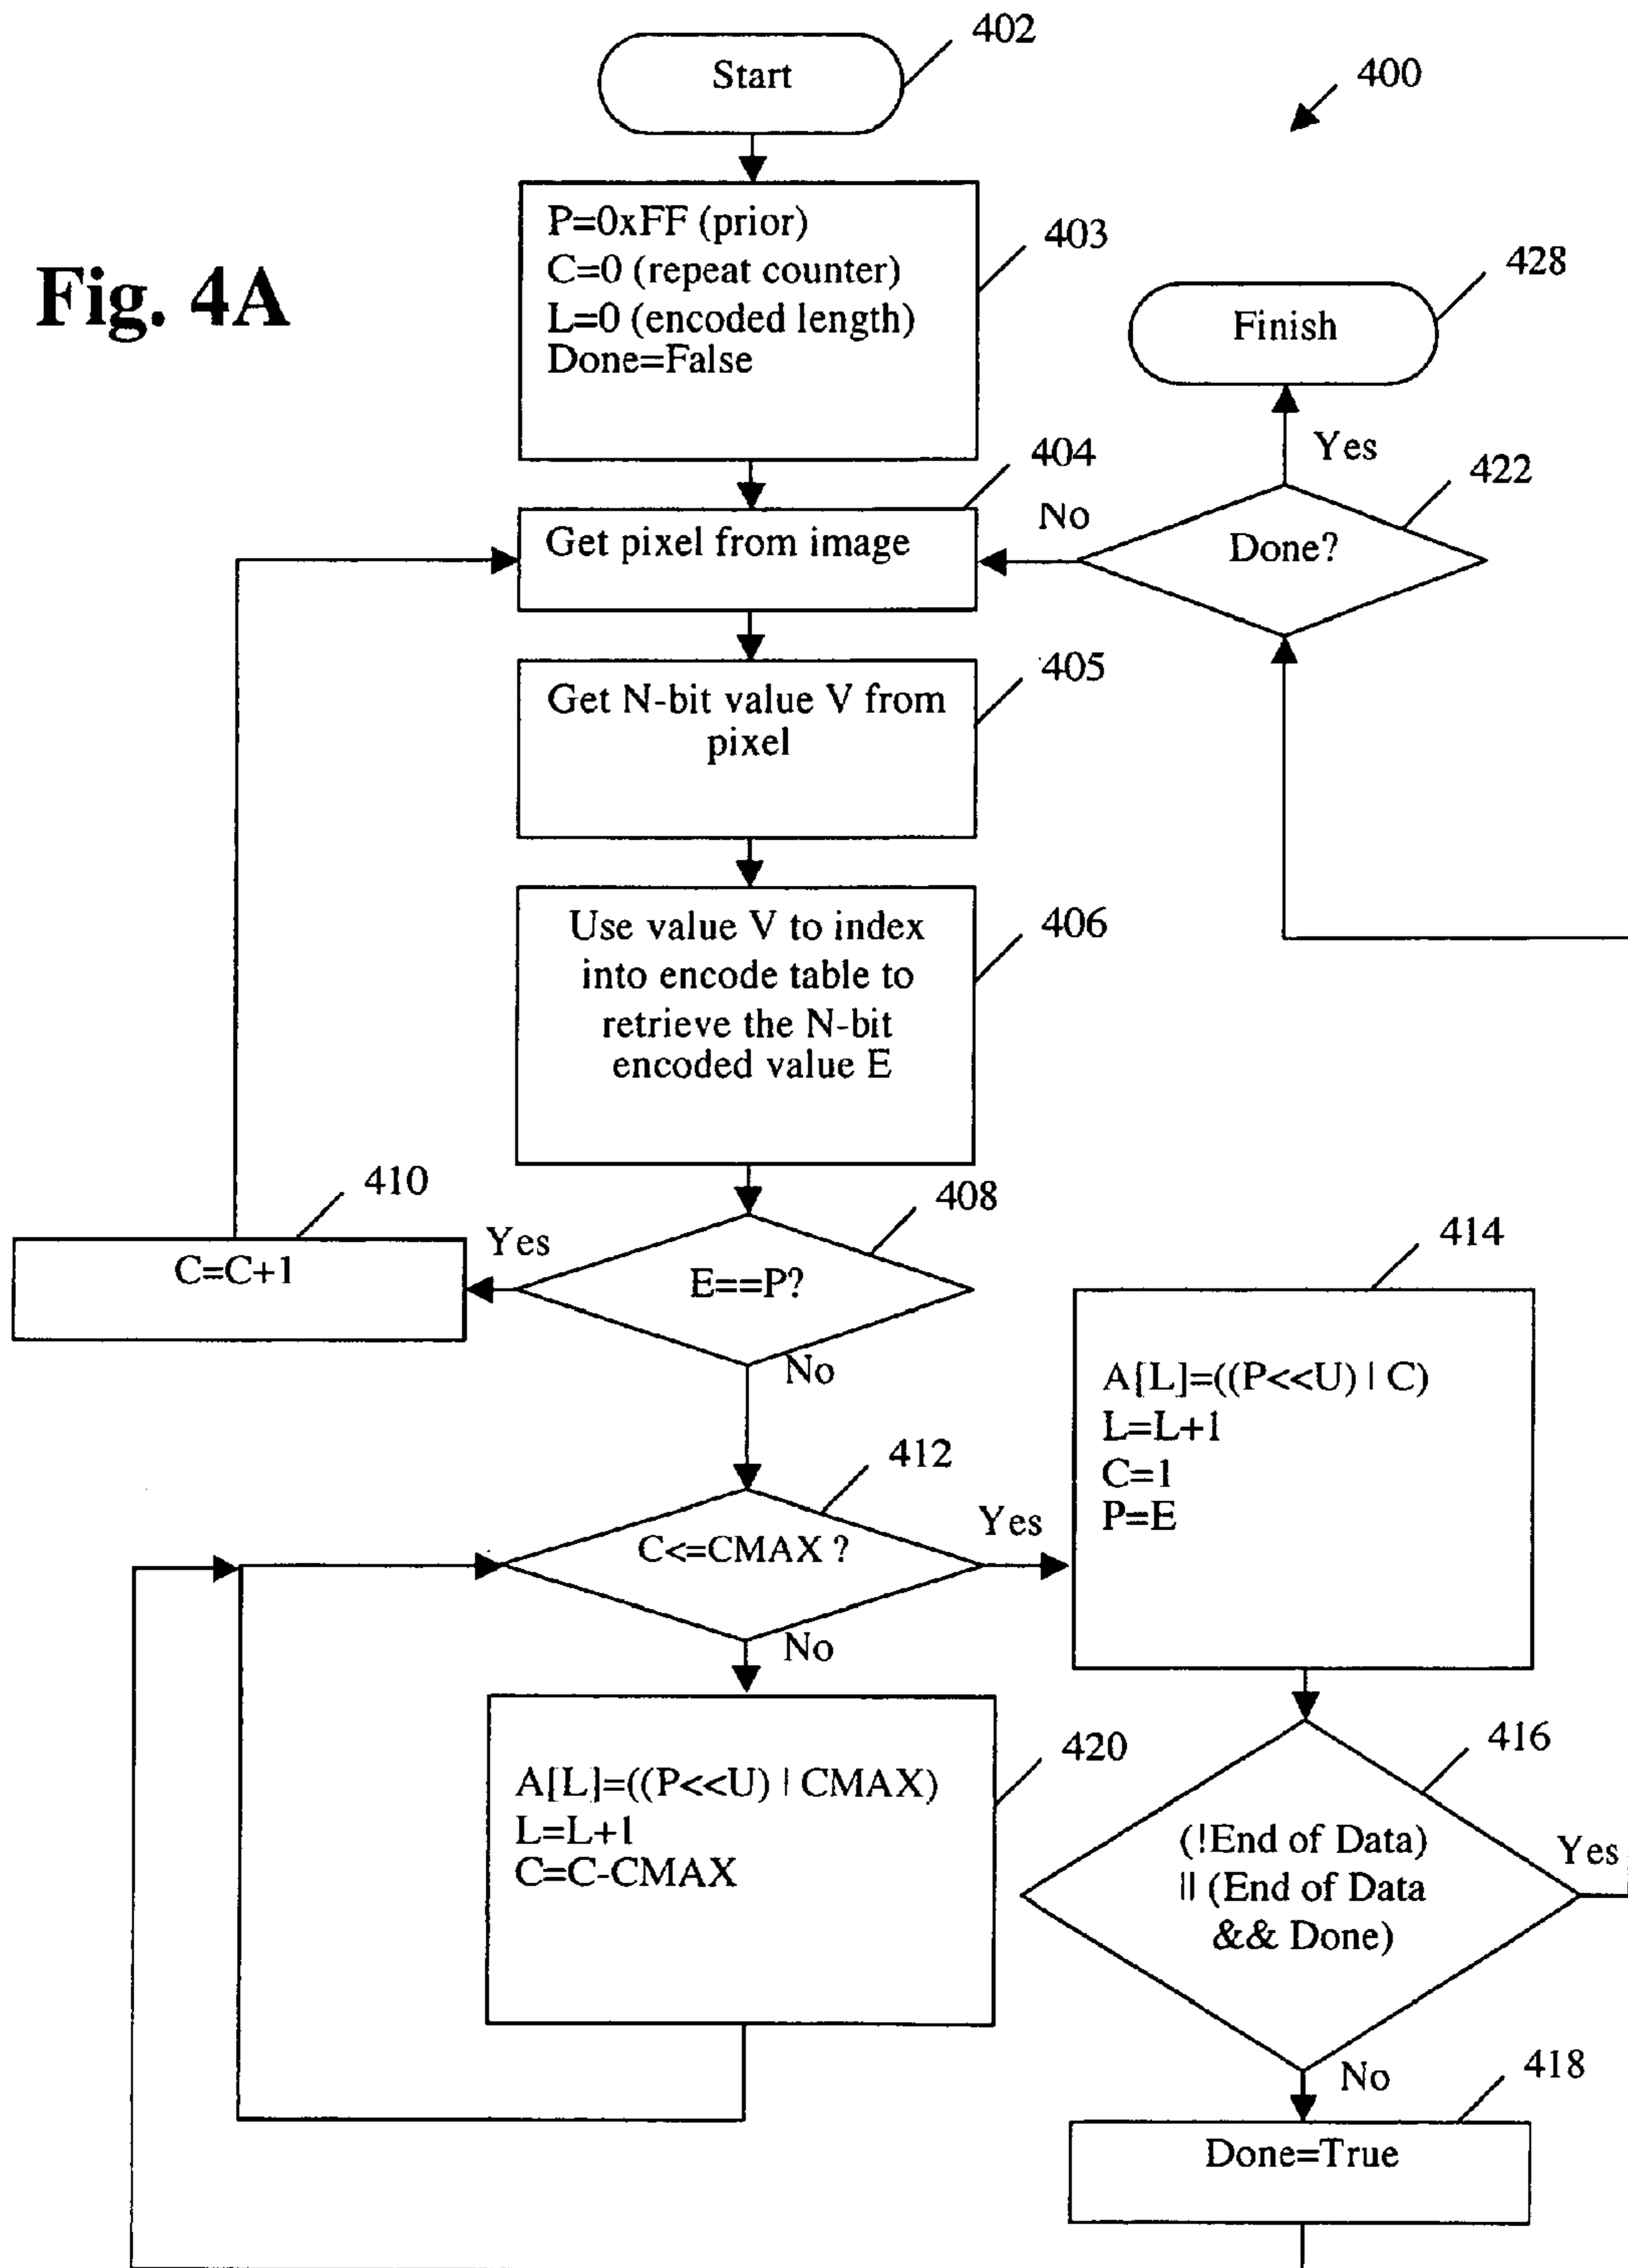 Fig. 4A
400
Start
402
P=0xFF (prior)
C=0 (repeat counter)
L=0 (encoded length)
Done=False
403
Finish
428
Yes
Get pixel from image
404
No
Done?
422
Get N-bit value V from
pixel
405
Use value V to index
into encode table to
retrieve the N-bit
encoded value E
406
C=C+1
410
Yes
E==P?
408
No
C<=CMAX ?
412
Yes
No
A[L]=((P<<U) | C)
L=L+1
C=1
P=E
414
A[L]=((P<<U) | CMAX)
L=L+1
C=C-CMAX
420
(!End of Data)
|| (End of Data
&& Done)
416
Yes
No
Done=True
418